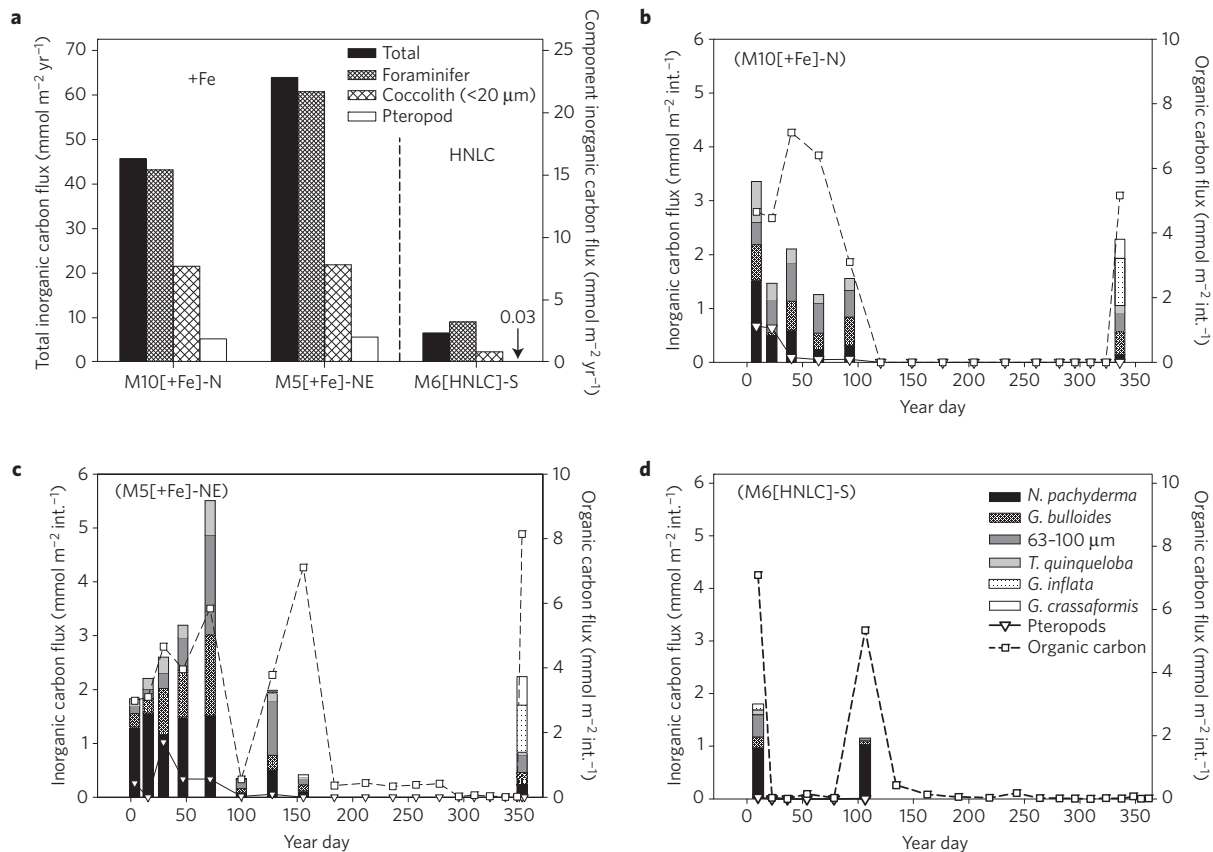 a
Total inorganic carbon flux (mmol m⁻² yr⁻¹)
70
60
50
40
30
20
10
0
+Fe
Total
Foraminifer
Coccolith (<20 µm)
Pteropod
HNLC
0.03
25
20
15
10
5
0
Component inorganic carbon flux (mmol m⁻² yr⁻¹)
M10[+Fe]-N M5[+Fe]-NE M6[HNLC]-S
b
(M10[+Fe]-N)
Inorganic carbon flux (mmol m⁻² int.⁻¹)
6
5
4
3
2
1
0
10
8
6
4
2
0
Organic carbon flux (mmol m⁻² int.⁻¹)
0 50 100 150 200 250 300 350
Year day
c
(M5[+Fe]-NE)
Inorganic carbon flux (mmol m⁻² int.⁻¹)
6
5
4
3
2
1
0
10
8
6
4
2
0
Organic carbon flux (mmol m⁻² int.⁻¹)
0 50 100 150 200 250 300 350
Year day
d
(M6[HNLC]-S)
Inorganic carbon flux (mmol m⁻² int.⁻¹)
6
5
4
3
2
1
0
N. pachyderma
G. bulloides
63–100 µm
T. quinqueloba
G. inflata
G. crassaformis
Pteropods
Organic carbon
10
8
6
4
2
0
Organic carbon flux (mmol m⁻² int.⁻¹)
0 50 100 150 200 250 300 350
Year day